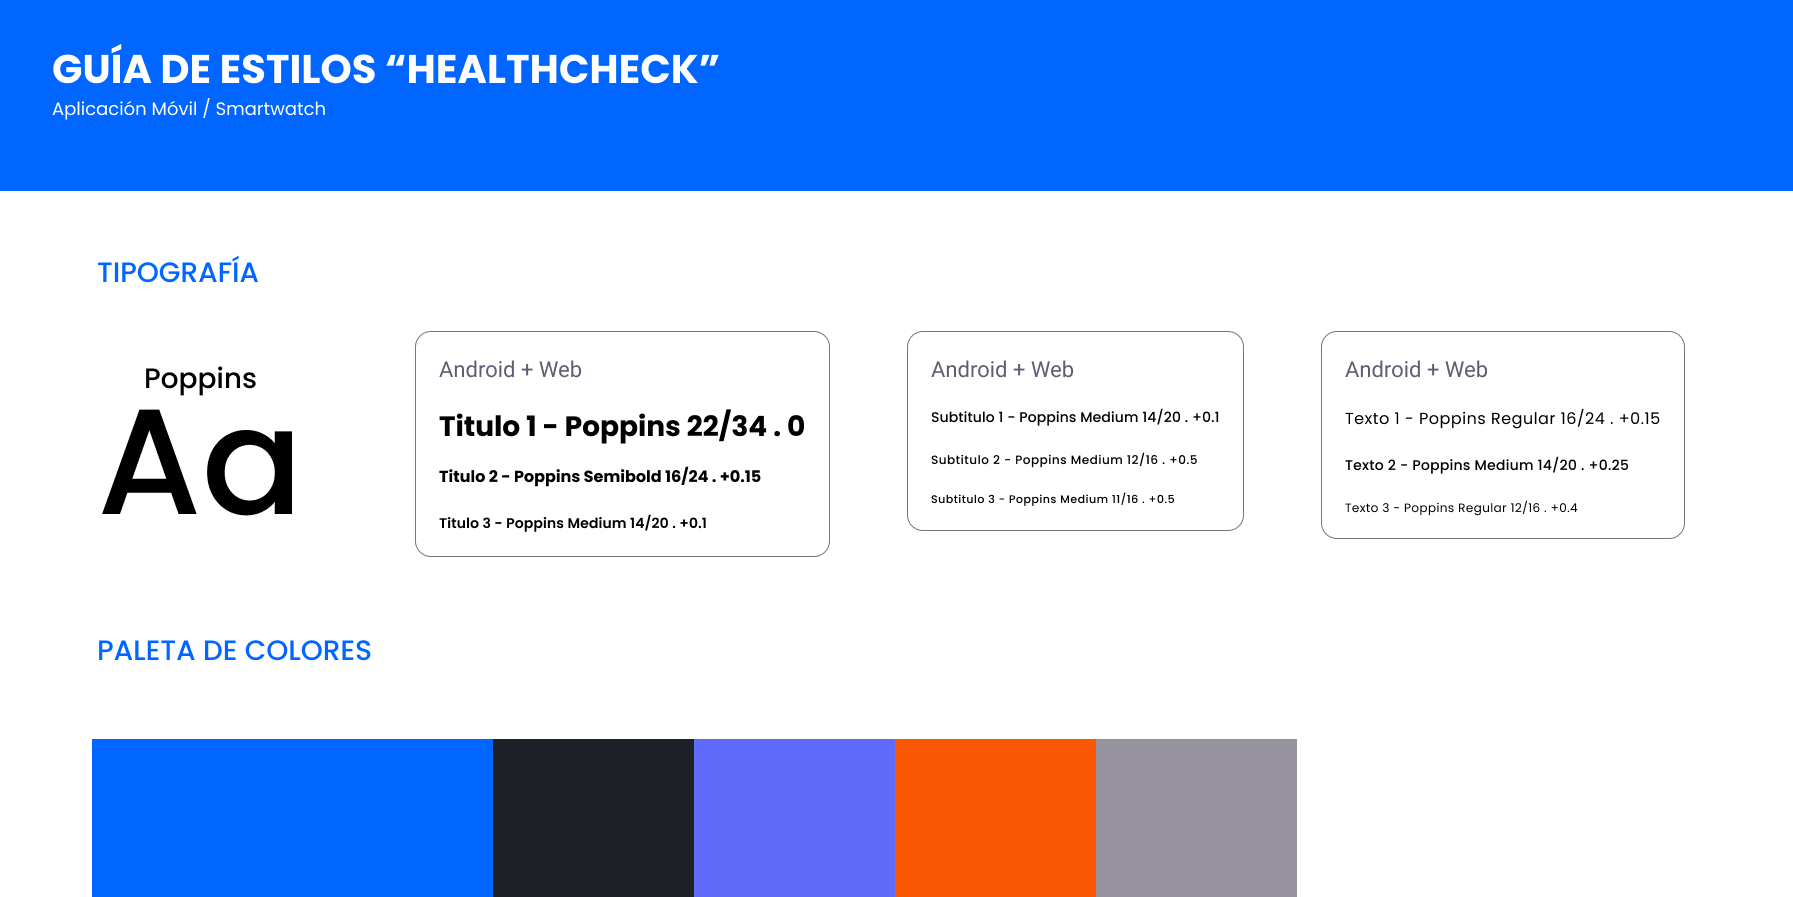 GUÍA DE ESTILOS “HEALTHCHECK”
Aplicación Móvil / Smartwatch
TIPOGRAFÍA
Poppins
Aa
Android + Web
Titulo 1 - Poppins 22/34 . 0
Titulo 2 - Poppins Semibold 16/24 . +0.15
Titulo 3 - Poppins Medium 14/20 . +0.1
Android + Web
Subtitulo 1 - Poppins Medium 14/20 . +0.1
Subtitulo 2 - Poppins Medium 12/16 . +0.5
Subtitulo 3 - Poppins Medium 11/16 . +0.5
Android + Web
Texto 1 - Poppins Regular 16/24 . +0.15
Texto 2 - Poppins Medium 14/20 . +0.25
Texto 3 - Poppins Regular 12/16 . +0.4
PALETA DE COLORES